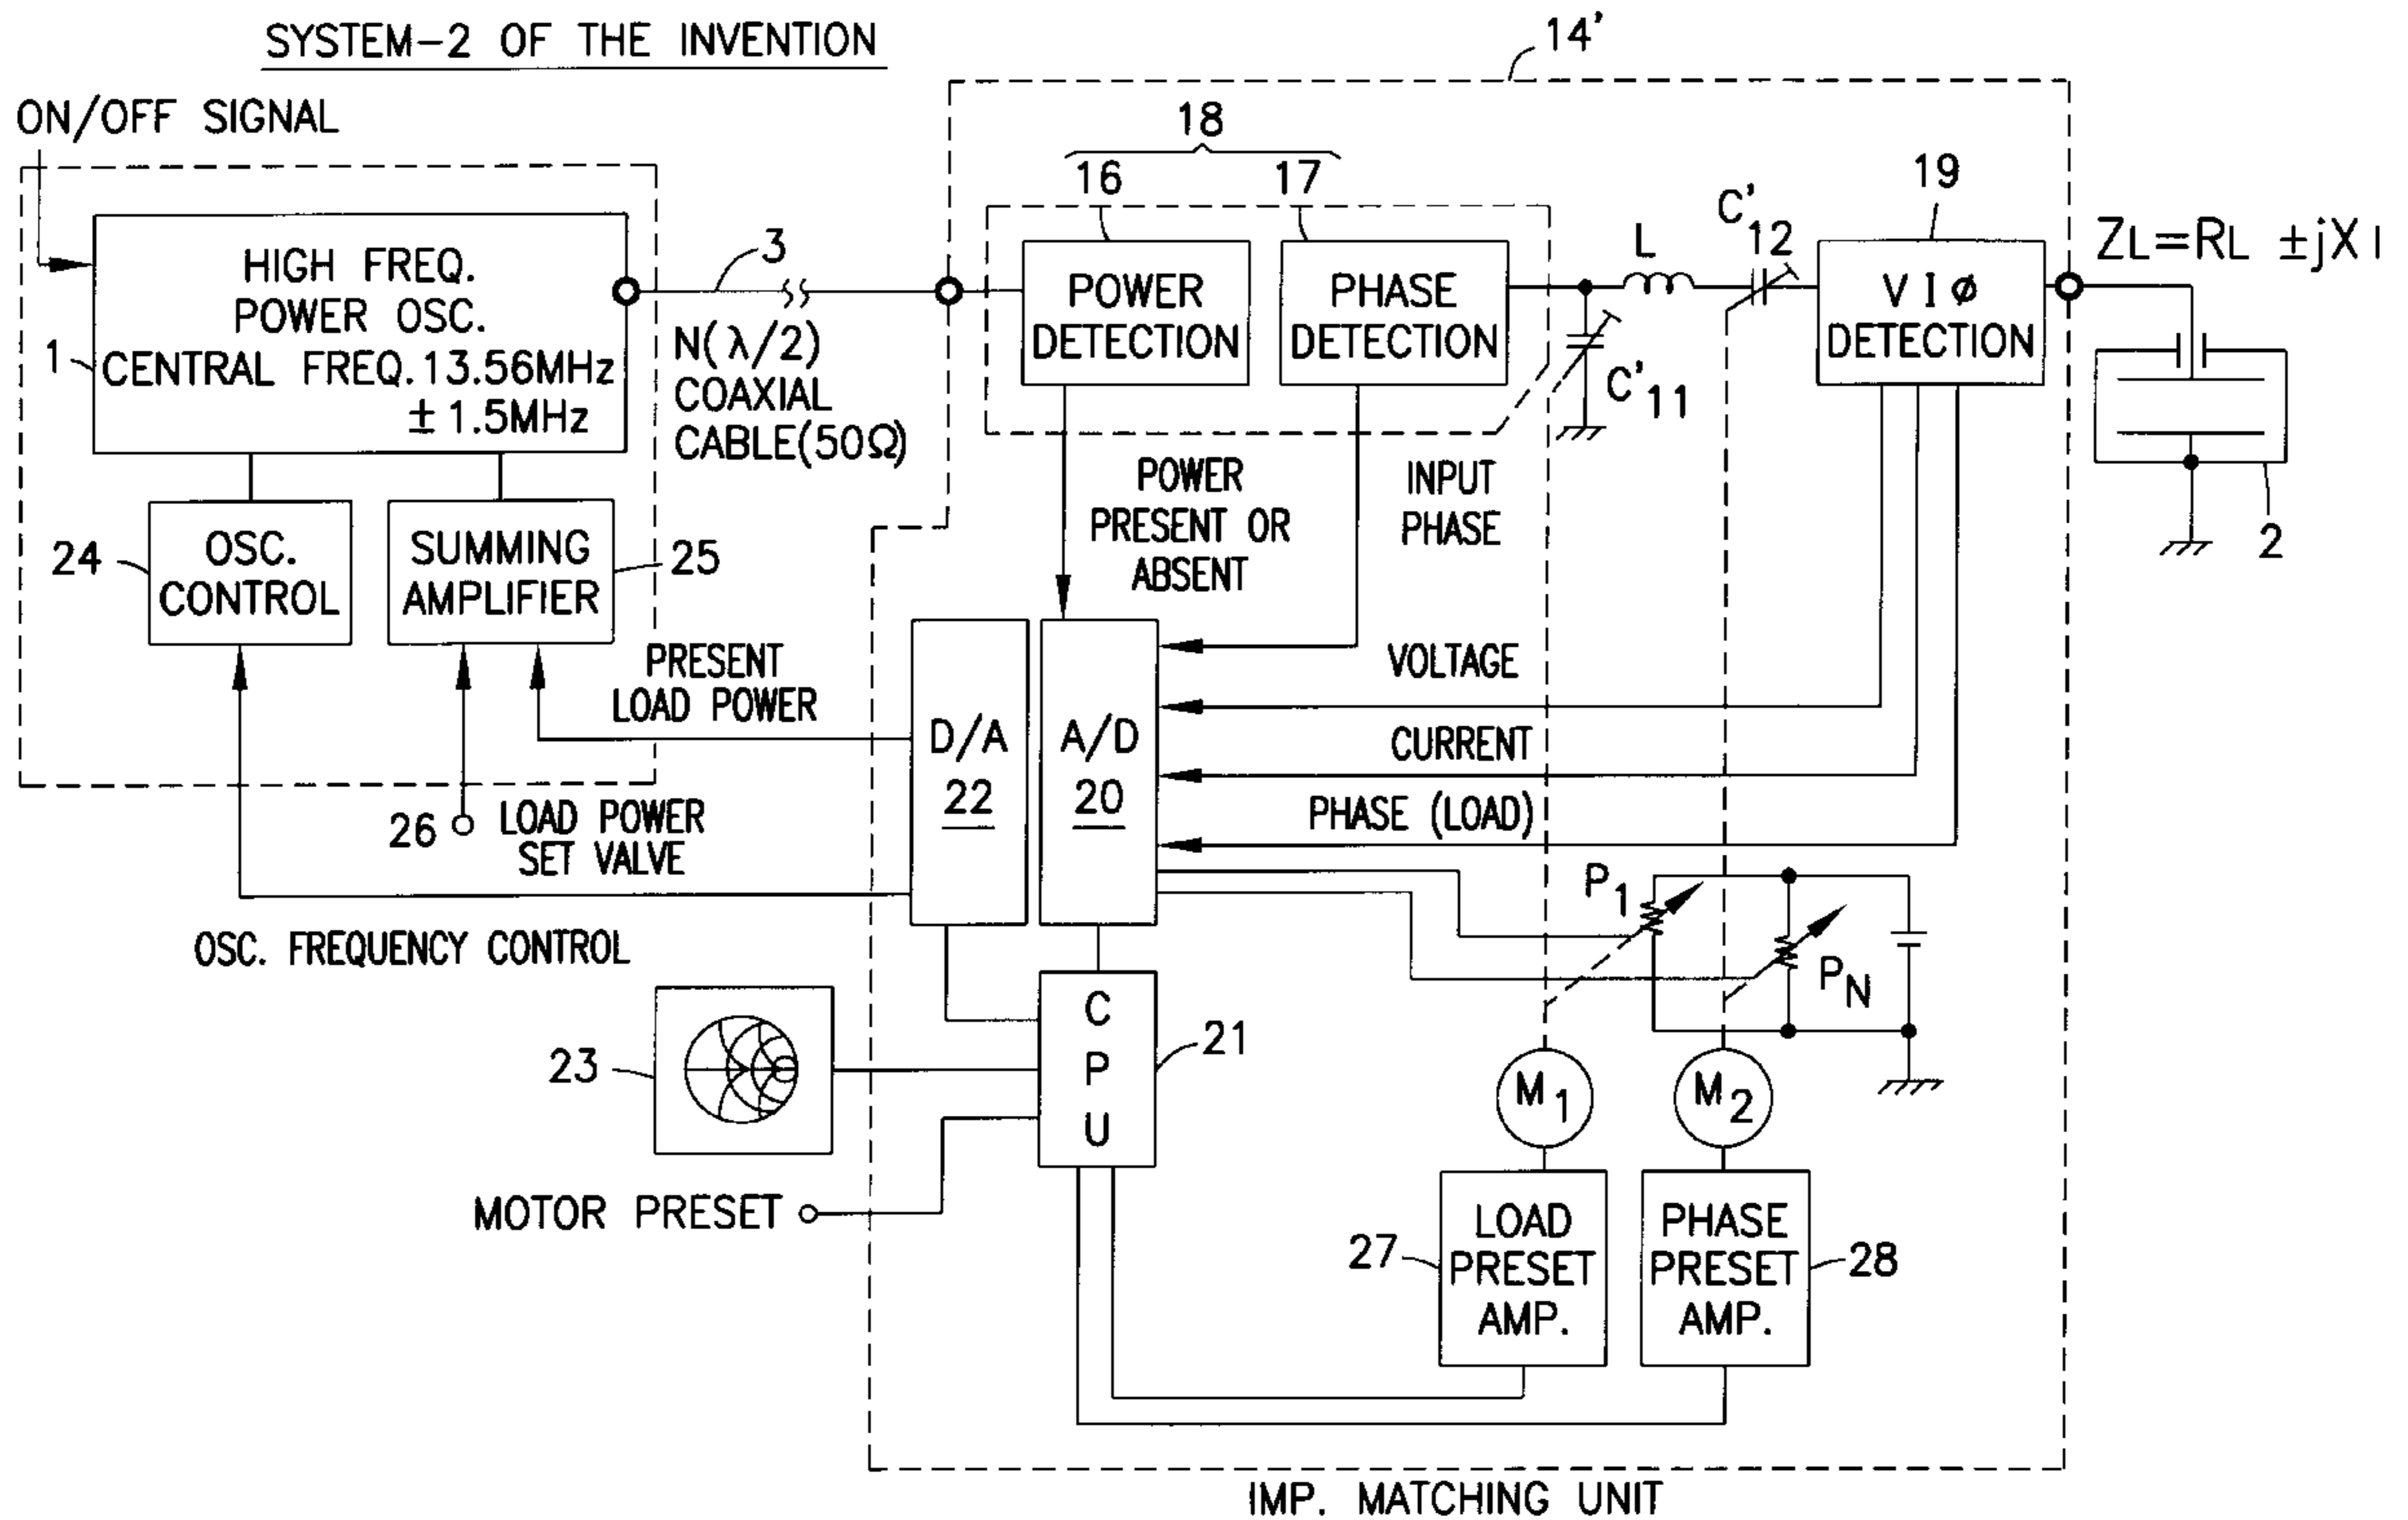 SYSTEM-2 OF THE INVENTION
14'
ON/OFF SIGNAL
18
16
17
19
HIGH FREQ.
POWER OSC.
CENTRAL FREQ. 13.56MHz
± 1.5MHz
1
3
N(λ/2)
COAXIAL
CABLE(50Ω)
POWER
DETECTION
PHASE
DETECTION
L
C'12
C'11
V I ø
DETECTION
ZL=RL ±jXl
2
24
OSC.
CONTROL
SUMMING
AMPLIFIER
25
POWER
PRESENT OR
ABSENT
INPUT
PHASE
PRESENT
LOAD POWER
VOLTAGE
CURRENT
PHASE (LOAD)
D/A
22
A/D
20
26
LOAD POWER
SET VALVE
OSC. FREQUENCY CONTROL
P1
PN
23
C
P
U
21
M1
M2
MOTOR PRESET
27
LOAD
PRESET
AMP.
PHASE
PRESET
AMP.
28
IMP. MATCHING UNIT